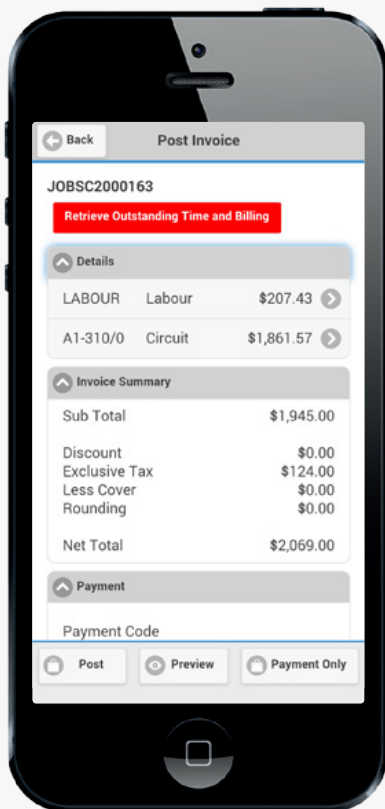 Back Post Invoice
JOBSC2000163
Retrieve Outstanding Time and Billing
Details
LABOUR Labour $207.43
A1-310/0 Circuit $1,861.57
Invoice Summary
Sub Total $1,945.00
Discount $0.00
Exclusive Tax $124.00
Less Cover $0.00
Rounding $0.00
Net Total $2,069.00
Payment
Payment Code
Post Preview Payment Only